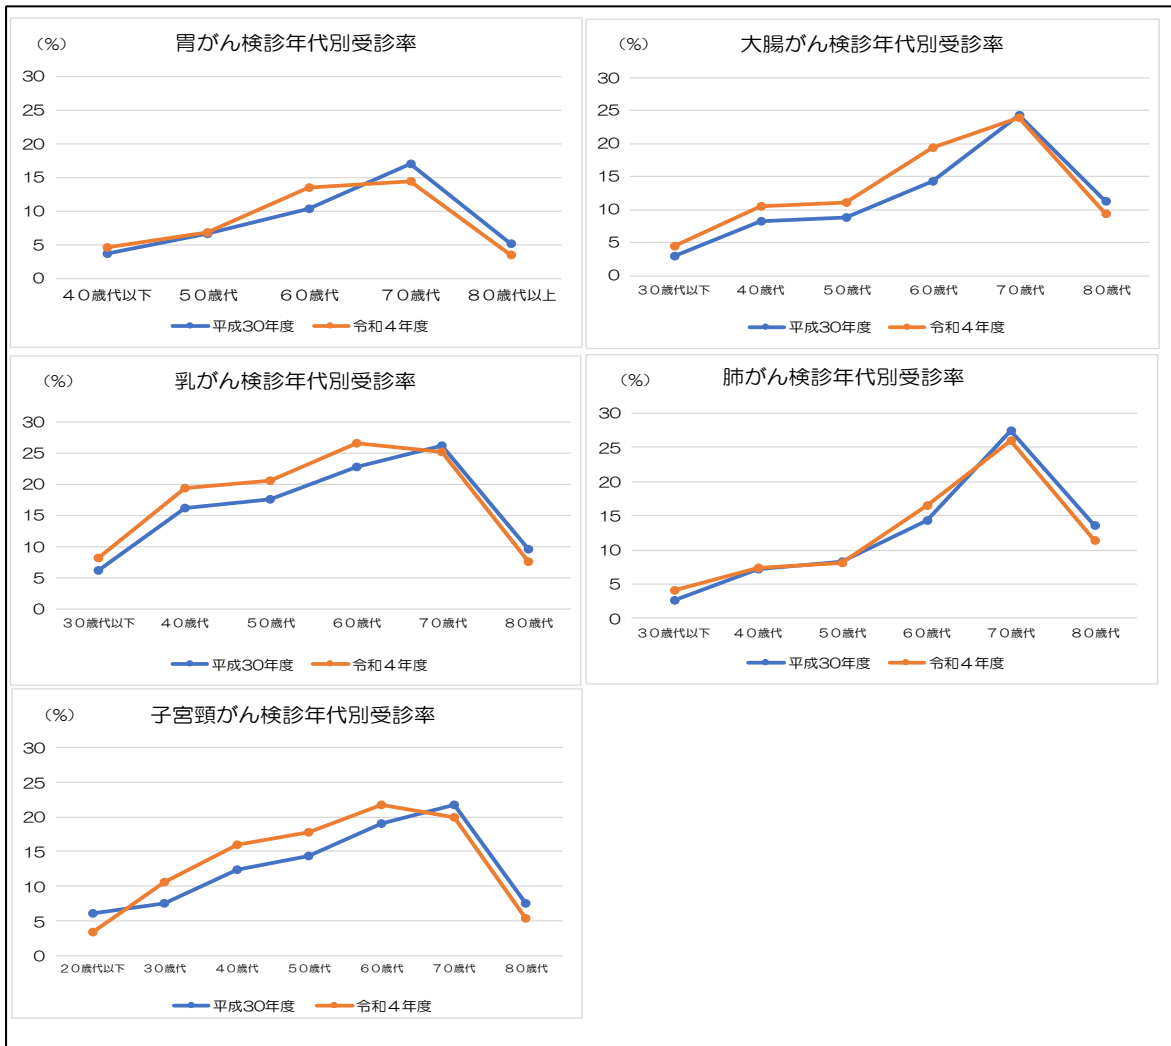 (%)
胃がん検診年代別受診率
30
25
20
15
10
5
0
40歳代以下 50歳代 60歳代 70歳代 80歳代以上
平成30年度 令和4年度
(%)
大腸がん検診年代別受診率
30
25
20
15
10
5
0
30歳代以下 40歳代 50歳代 60歳代 70歳代 80歳代
平成30年度 令和4年度
(%)
乳がん検診年代別受診率
30
25
20
15
10
5
0
30歳代以下 40歳代 50歳代 60歳代 70歳代 80歳代
平成30年度 令和4年度
(%)
肺がん検診年代別受診率
30
25
20
15
10
5
0
30歳代以下 40歳代 50歳代 60歳代 70歳代 80歳代
平成30年度 令和4年度
(%)
子宮頸がん検診年代別受診率
30
25
20
15
10
5
0
20歳代以下 30歳代 40歳代 50歳代 60歳代 70歳代 80歳代
平成30年度 令和4年度